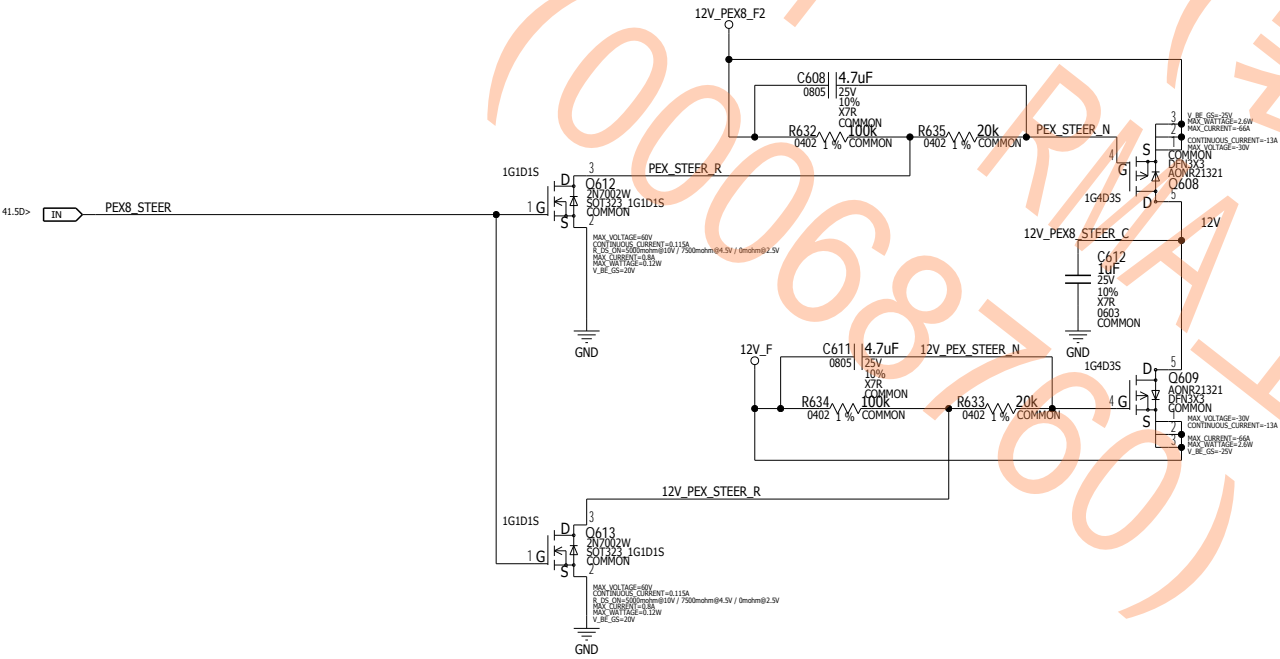 12V_PEX8_F2
C608 4.7uF
0805 25V
10%
X7R
COMMON
R632 100k
0402 1 % COMMON
R635 20k
0402 1 % COMMON
PEX_STEER_N
3
2
1
V_BE_GS=-25V
MAX_WATTAGE=2.6W
MAX_CURRENT=-66A
CONTINUOUS_CURRENT=-13A
MAX_VOLTAGE=-30V
4
G
S
D
5
COMMON
DFN3X3
AONR21321
Q608
1G4D3S
1G1D1S
3
PEX_STEER_R
D
Q612
2N7002W
SOT323_1G1D1S
COMMON
1 G
S
2
MAX_VOLTAGE=60V
CONTINUOUS_CURRENT=0.115A
R_DS_ON=5000mohm@10V / 7500mohm@4.5V / 0mohm@2.5V
MAX_CURRENT=0.8A
MAX_WATTAGE=0.12W
V_BE_GS=20V
GND
41.5D> IN PEX8_STEER
12V
12V_PEX8_STEER_C
C612
1uF
25V
10%
X7R
0603
COMMON
GND
12V_F
C611 4.7uF
0805 25V
10%
X7R
COMMON
12V_PEX_STEER_N
R634 100k
0402 1 % COMMON
R633 20k
0402 1 % COMMON
1G4D3S
5
D
Q609
AONR21321
DFN3X3
COMMON
4 G
S
1
2
3
MAX_VOLTAGE=-30V
CONTINUOUS_CURRENT=-13A
MAX_CURRENT=-66A
MAX_WATTAGE=2.6W
V_BE_GS=-25V
12V_PEX_STEER_R
1G1D1S
3
D
Q613
2N7002W
SOT323_1G1D1S
COMMON
1 G
S
2
MAX_VOLTAGE=60V
CONTINUOUS_CURRENT=0.115A
R_DS_ON=5000mohm@10V / 7500mohm@4.5V / 0mohm@2.5V
MAX_CURRENT=0.8A
MAX_WATTAGE=0.12W
V_BE_GS=20V
GND
(00068760)
RMA